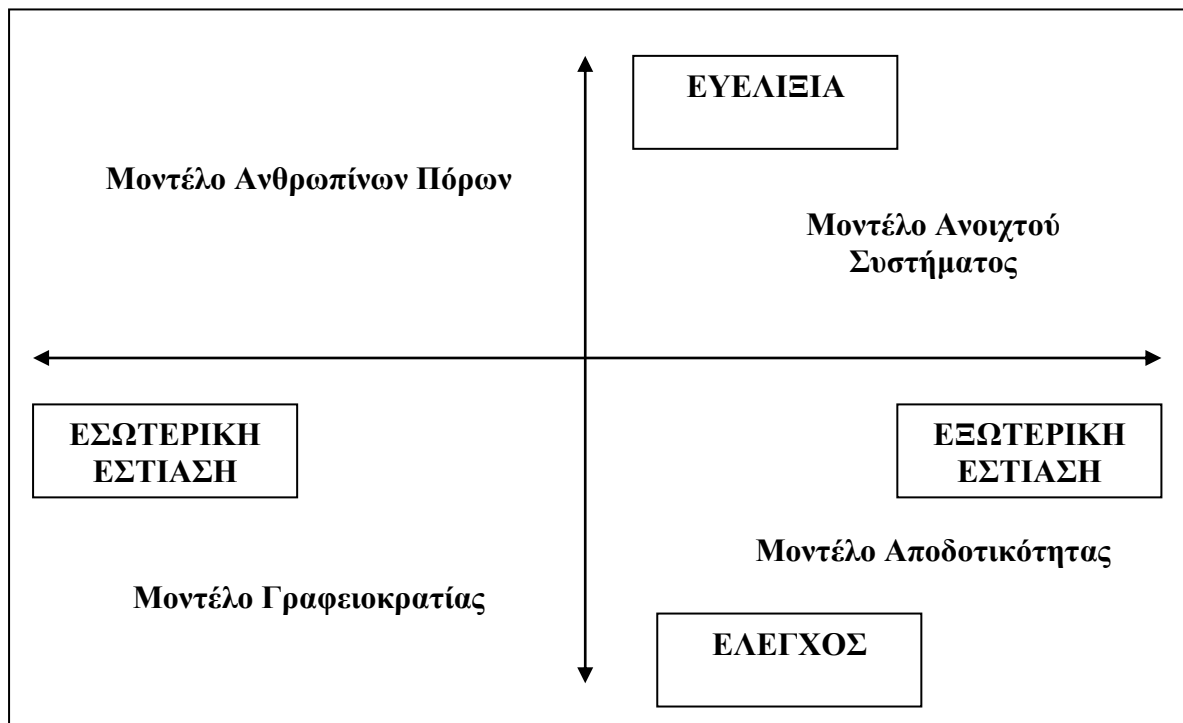 ΕΥΕΛΙΞΙΑ
Μοντέλο Ανθρωπίνων Πόρων
Μοντέλο Ανοιχτού
Συστήματος
ΕΣΩΤΕΡΙΚΗ
ΕΣΤΙΑΣΗ
ΕΞΩΤΕΡΙΚΗ
ΕΣΤΙΑΣΗ
Μοντέλο Αποδοτικότητας
Μοντέλο Γραφειοκρατίας
ΕΛΕΓΧΟΣ